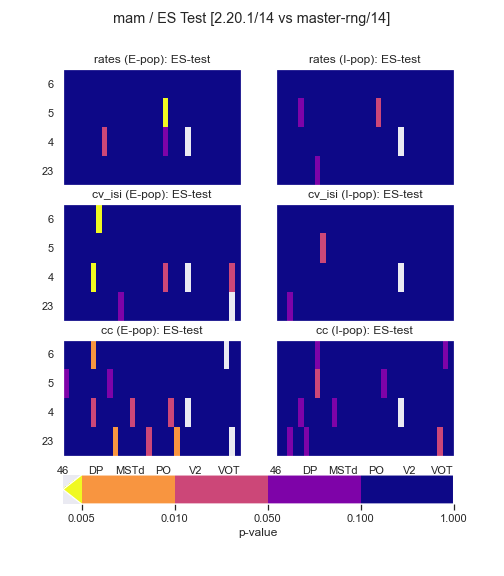 mam / ES Test [2.20.1/14 vs master-rng/14]
rates (E-pop): ES-test
rates (I-pop): ES-test
6
5
4
23
cv_isi (E-pop): ES-test
cv_isi (I-pop): ES-test
6
5
4
23
cc (E-pop): ES-test
cc (I-pop): ES-test
6
5
4
23
46 DP MSTd PO V2 VOT
46 DP MSTd PO V2 VOT
0.005 0.010 0.050 0.100 1.000
p-value